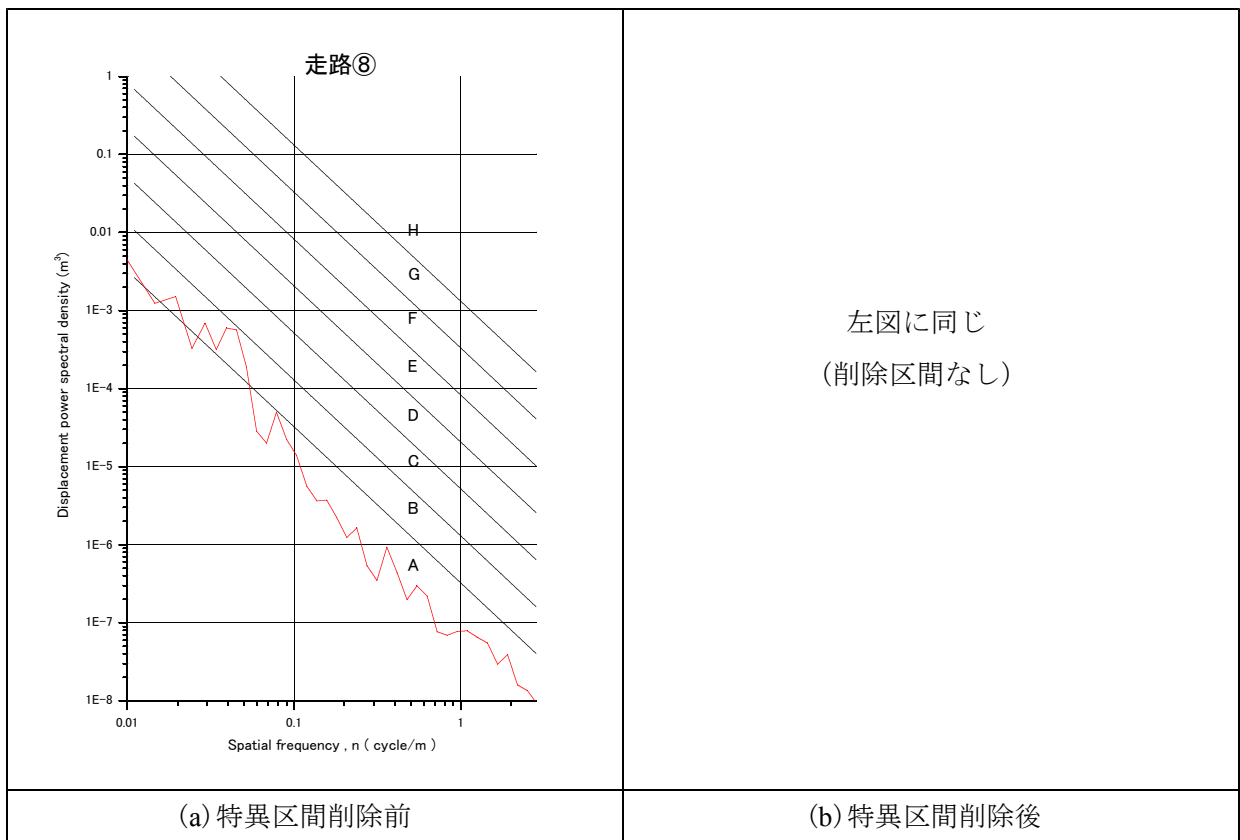 走路⑧
Displacement power spectral density (m³)
1
0.1
0.01
1E-3
1E-4
1E-5
1E-6
1E-7
1E-8
H
G
F
E
D
C
B
A
0.01 0.1 1
Spatial frequency , n ( cycle/m )
左図に同じ
(削除区間なし)
(a)特異区間削除前
(b)特異区間削除後